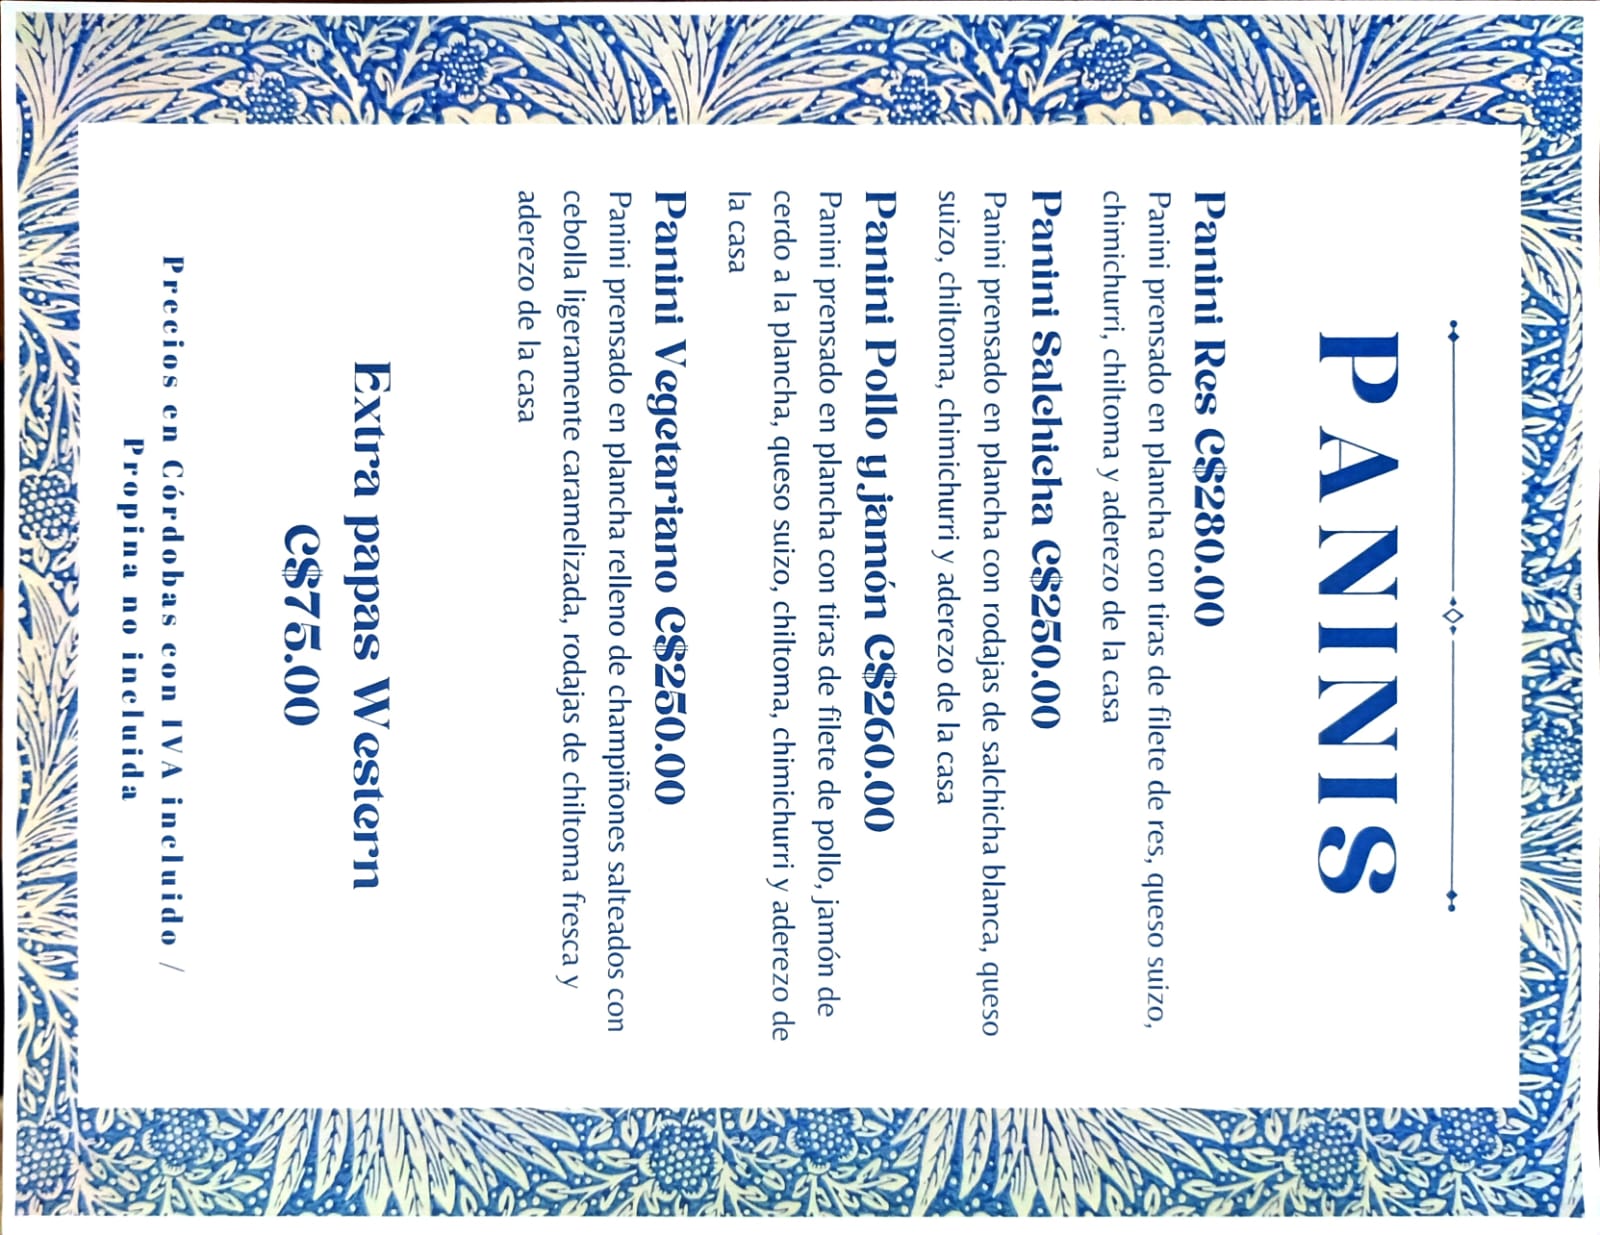 PANINIS
Panini Res C$280.00
Panini prensado en plancha con tiras de filete de res, queso suizo,
chimichurri, chiltoma y aderezo de la casa
Panini Salchicha C$250.00
Panini prensado en plancha con rodajas de salchicha blanca, queso
suizo, chiltoma, chimichurri y aderezo de la casa
Panini Pollo y jamón C$260.00
Panini prensado en plancha con tiras de filete de pollo, jamón de
cerdo a la plancha, queso suizo, chiltoma, chimichurri y aderezo de
la casa
Panini Vegetariano C$250.00
Panini prensado en plancha relleno de champiñones salteados con
cebolla ligeramente caramelizada, rodajas de chiltoma fresca y
aderezo de la casa
Extra papas Western
C$75.00
Precios en Córdobas con IVA incluido /
Propina no incluida